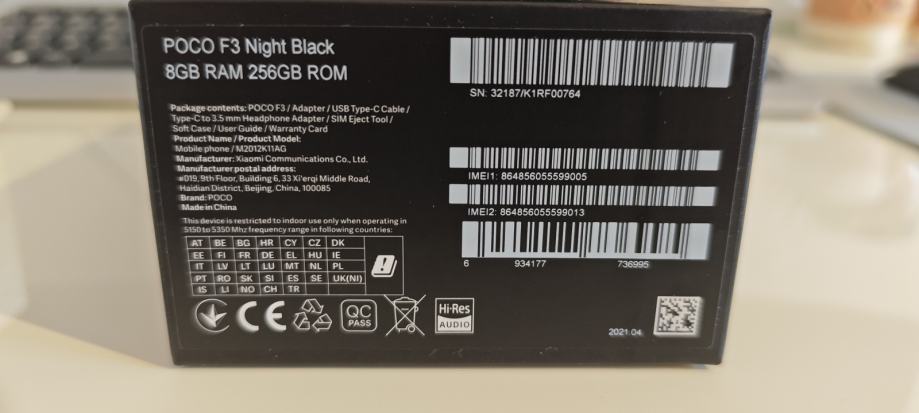 POCO F3 Night Black
8GB RAM 256GB ROM
Package contents: POCO F3 / Adapter / USB Type-C Cable /
Type-C to 3.5 mm Headphone Adapter / SIM Eject Tool /
Soft Case / User Guide / Warranty Card
Product Name / Product Model:
Mobile phone / M2012K11AG
Manufacturer: Xiaomi Communications Co., Ltd.
Manufacturer postal address:
#019, 9th Floor, Building 6, 33 Xi'erqi Middle Road,
Haidian District, Beijing, China, 100085
Brand: POCO
Made in China
This device is restricted to indoor use only when operating in
5150 to 5350 Mhz frequency range in following countries:
AT BE BG HR CY CZ DK
EE FI FR DE EL HU IE
IT LV LT LU MT NL PL
PT RO SK SI ES SE UK(NI)
IS LI NO CH TR
CE
QC
PASS
Hi-Res
AUDIO
SN: 32187/K1RF00764
IMEI1: 864856055599005
IMEI2: 864856055599013
6 934177 736995
2021.04